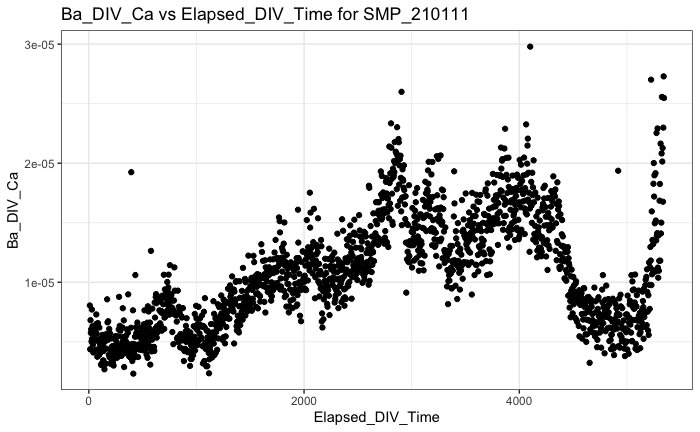 Ba_DIV_Ca vs Elapsed_DIV_Time for SMP_210111
3e-05
2e-05
1e-05
Ba_DIV_Ca
0 2000 4000
Elapsed_DIV_Time